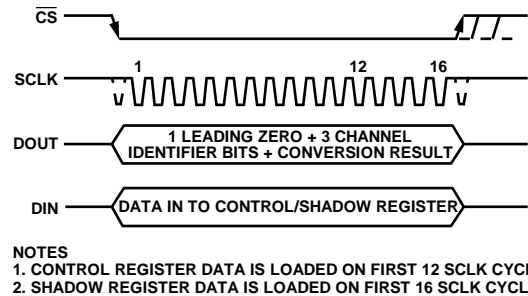 CS
1 12 16
SCLK
DOUT
1 LEADING ZERO + 3 CHANNEL
IDENTIFIER BITS + CONVERSION RESULT
DIN
DATA IN TO CONTROL/SHADOW REGISTER
NOTES
1. CONTROL REGISTER DATA IS LOADED ON FIRST 12 SCLK
2. SHADOW REGISTER DATA IS LOADED ON FIRST 16 SCLK